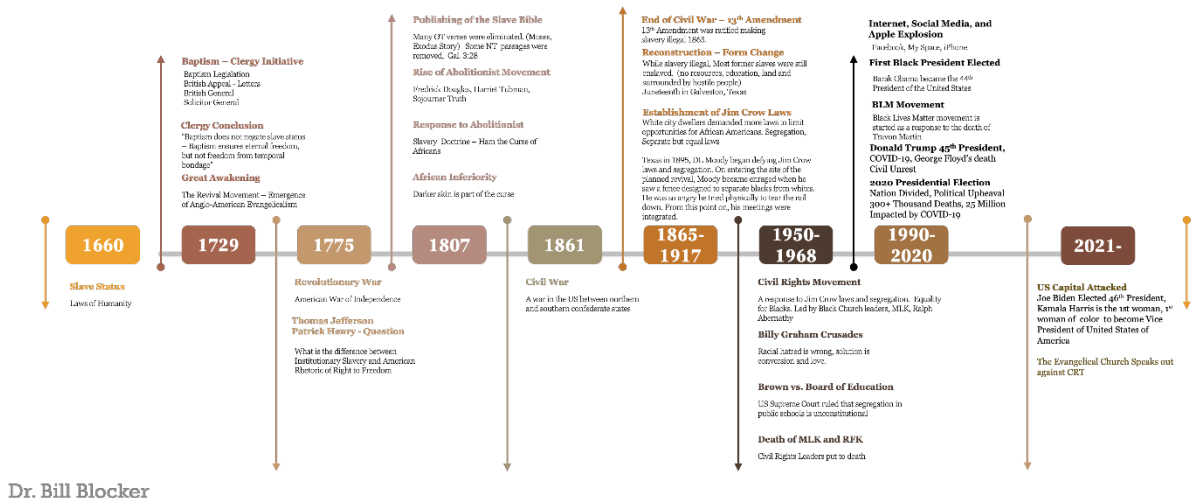 1660
Slave Status
Laws of Humanity
Baptism – Clergy Initiative
Baptism Legislation
British Appeal - Letters
British General
Solicitor General
Clergy Conclusion
"Baptism does not negate slave status
– Baptism ensures eternal freedom,
but not freedom from temporal
bondage"
Great Awakening
The Revival Movement – Emergence
of Anglo-American Evangelicalism
1729
1775
Revolutionary War
American War of Independence
Thomas Jefferson
Patrick Henry - Question
What is the difference between
Institutionary Slavery and American
Rhetoric of Right to Freedom
Publishing of the Slave Bible
Many OT verses were eliminated. (Moses,
Exodus Story)  Some NT  passages were
removed.  Gal. 3:28
Rise of Abolitionist Movement
Fredrick Douglas, Harriet Tubman,
Sojourner Truth
Response to Abolitionist
Slavery  Doctrine – Ham the Curse of
Africans
African Inferiority
Darker skin is part of the curse
1807
1861
Civil War
A war in the US between northern
and southern confederate states
End of Civil War – 13th Amendment
13th Amendment was ratified making
slavery illegal 1865.
Reconstruction – Form Change
While slavery illegal, Most former slaves were still
enslaved.  (no resources, education, land and
surrounded by hostile people)
Juneteenth in Galveston, Texas
Establishment of Jim Crow Laws
White city dwellers demanded more laws to limit
opportunities for African Americans. Segregation,
Separate but equal laws
Texas in 1895, DL Moody began defying Jim Crow
laws and segregation. On entering the site of the
planned revival, Moody became enraged when he
saw a fence designed to separate blacks from whites.
He was so angry he tried physically to tear the rail
down. From this point on, his meetings were
integrated.
1865-
1917
1950-
1968
Civil Rights Movement
A response to Jim Crow laws and segregation.  Equality
for Blacks. Led by Black Church leaders, MLK, Ralph
Abernathy
Billy Graham Crusades
Racial hatred is wrong, solution is
conversion and love.
Brown vs. Board of Education
US Supreme Court ruled that segregation in
public schools is unconstitutional
Death of MLK and RFK
Civil Rights Leaders put to death
Internet, Social Media, and
Apple Explosion
Facebook, My Space, iPhone
First Black President Elected
Barak Obama became the 44th
President of the United States
BLM Movement
Black Lives Matter movement is
started as a response to the death of
Travon Martin
Donald Trump 45th President,
COVID-19, George Floyd's death
Civil Unrest
2020 Presidential Election
Nation Divided, Political Upheaval
300+ Thousand Deaths, 25 Million
Impacted by COVID-19
1990-
2020
2021-
US Capital Attacked
Joe Biden Elected 46th President,
Kamala Harris is the 1st woman, 1st
woman of  color  to become Vice
President of United States of
America
The Evangelical Church Speaks out
against CRT
Dr. Bill Blocker